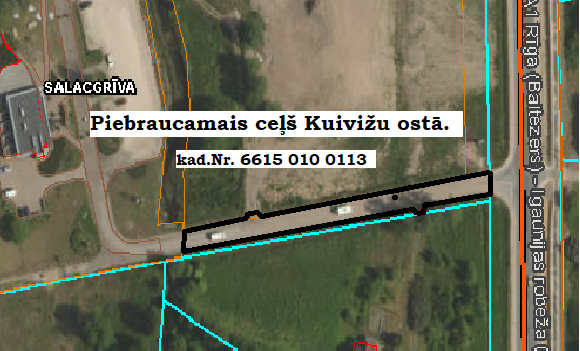 SALACGRĪVA
Piebraucamais ceļš Kuivižu ostā.
kad.Nr. 6615 010 0113
A1 Rīga (Baltezers) - Igaunijas robeža (